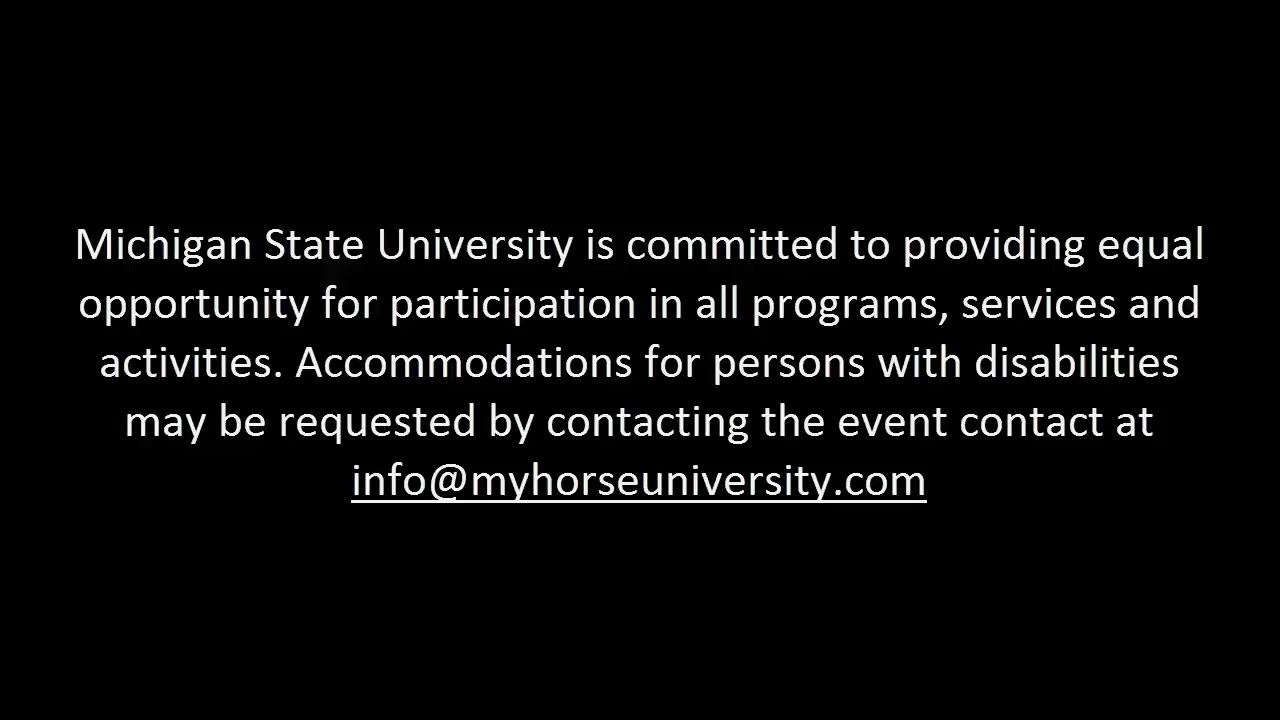 Michigan State University is committed to providing equal
opportunity for participation in all programs, services and
activities. Accommodations for persons with disabilities
may be requested by contacting the event contact at
info@myhorseuniversity.com